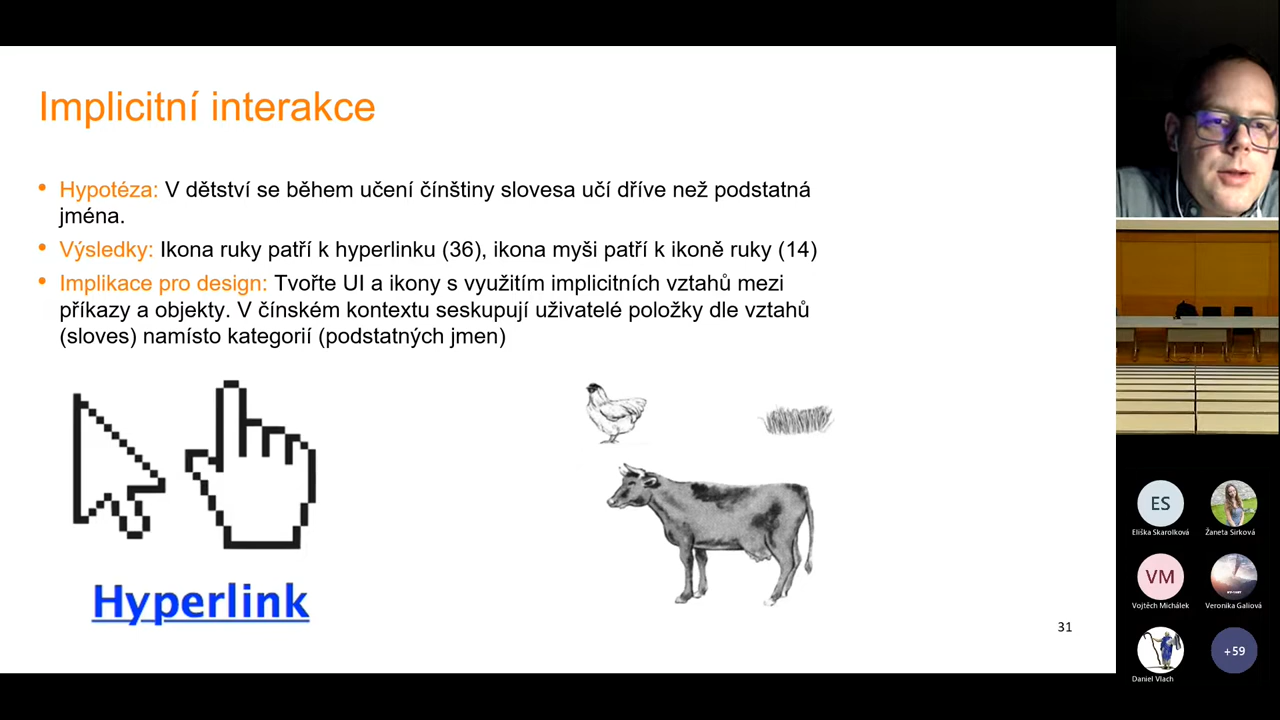 Implicitní interakce
• Hypotéza: V dětství se během učení čínštiny slovesa učí dříve než podstatná
jména.
• Výsledky: Ikona ruky patří k hyperlinku (36), ikona myši patří k ikoně ruky (14)
• Implikace pro design: Tvořte UI a ikony s využitím implicitních vztahů mezi
příkazy a objekty. V čínském kontextu seskupují uživatelé položky dle vztahů
(sloves) namísto kategorií (podstatných jmen)
Hyperlink
31
ES
Eliška Skarolková
Žaneta Sirková
VM
Vojtěch Michálek
Veronika Galiová
Daniel Vlach
+59